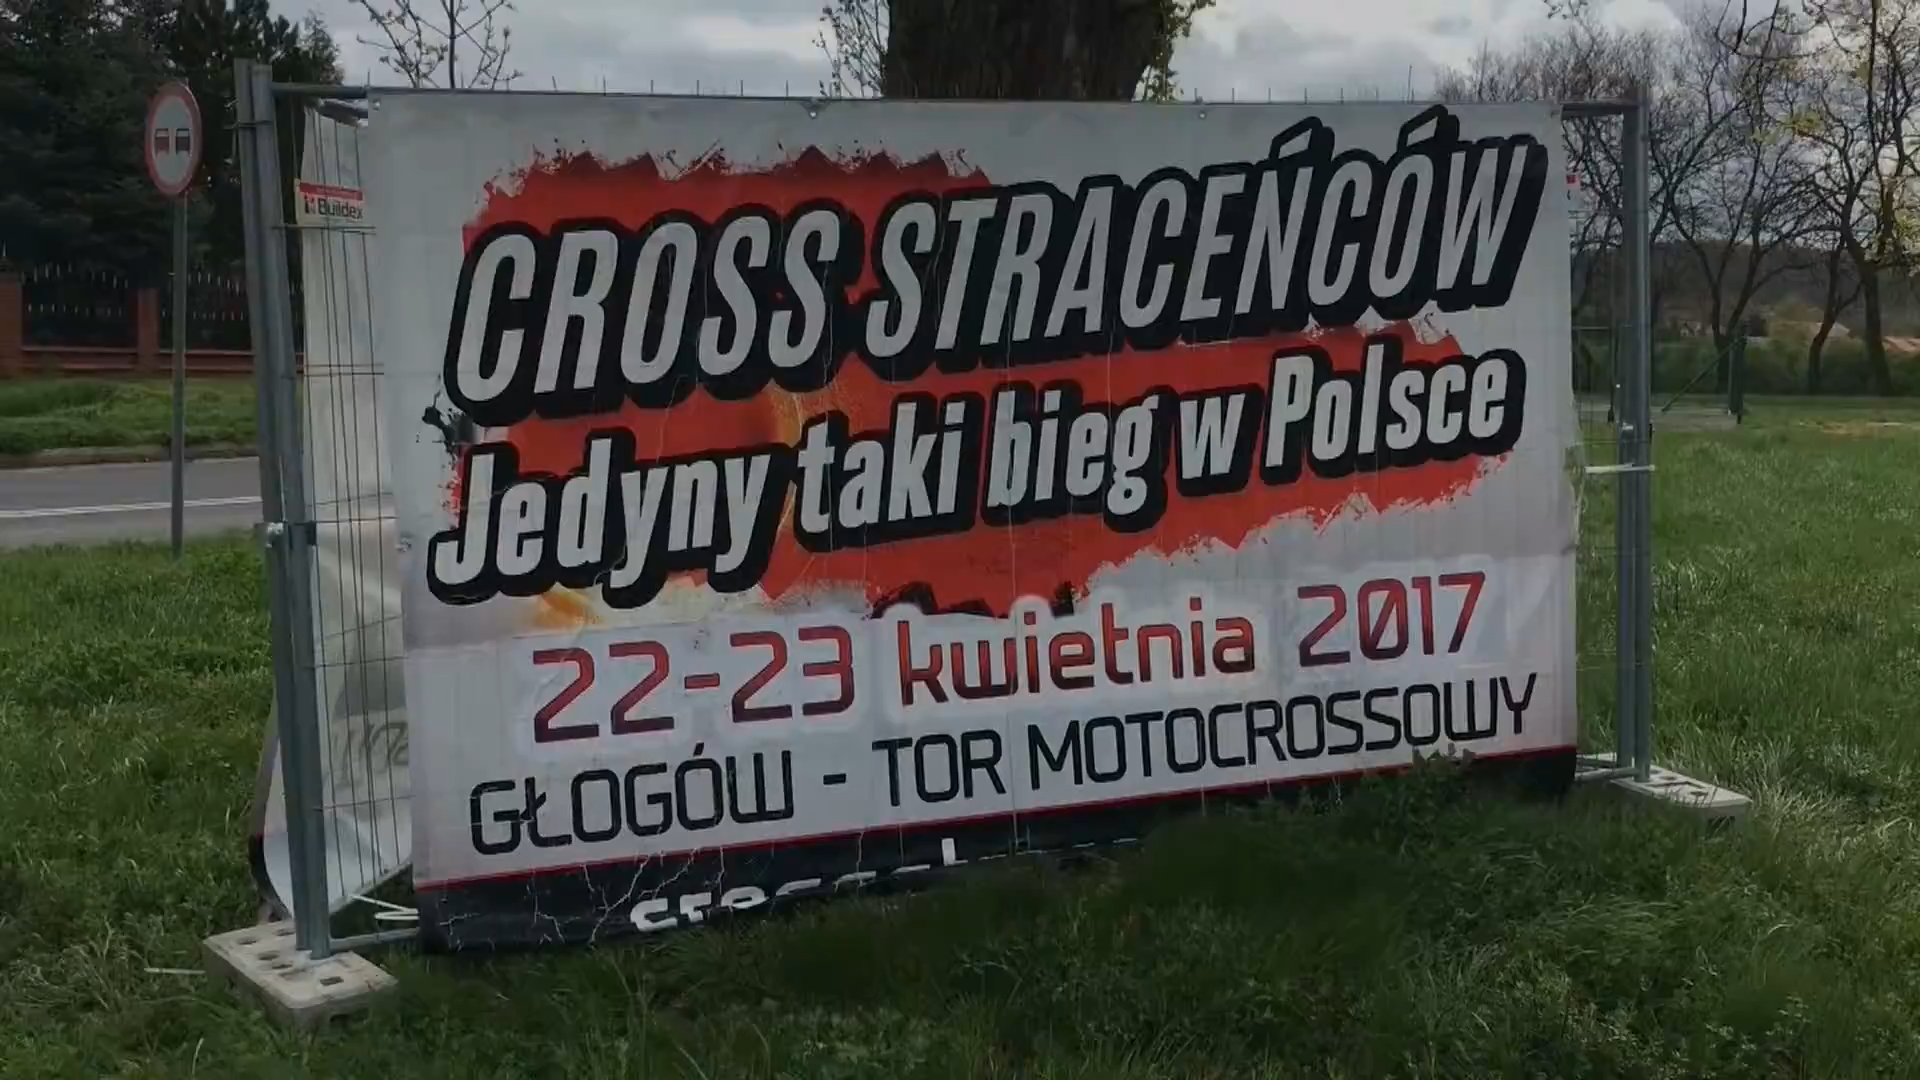 CROSS STRACEŃCÓW
Jedyny taki bieg w Polsce
22-23 kwietnia 2017
GŁOGÓW - TOR MOTOCROSSOWY
Buildex